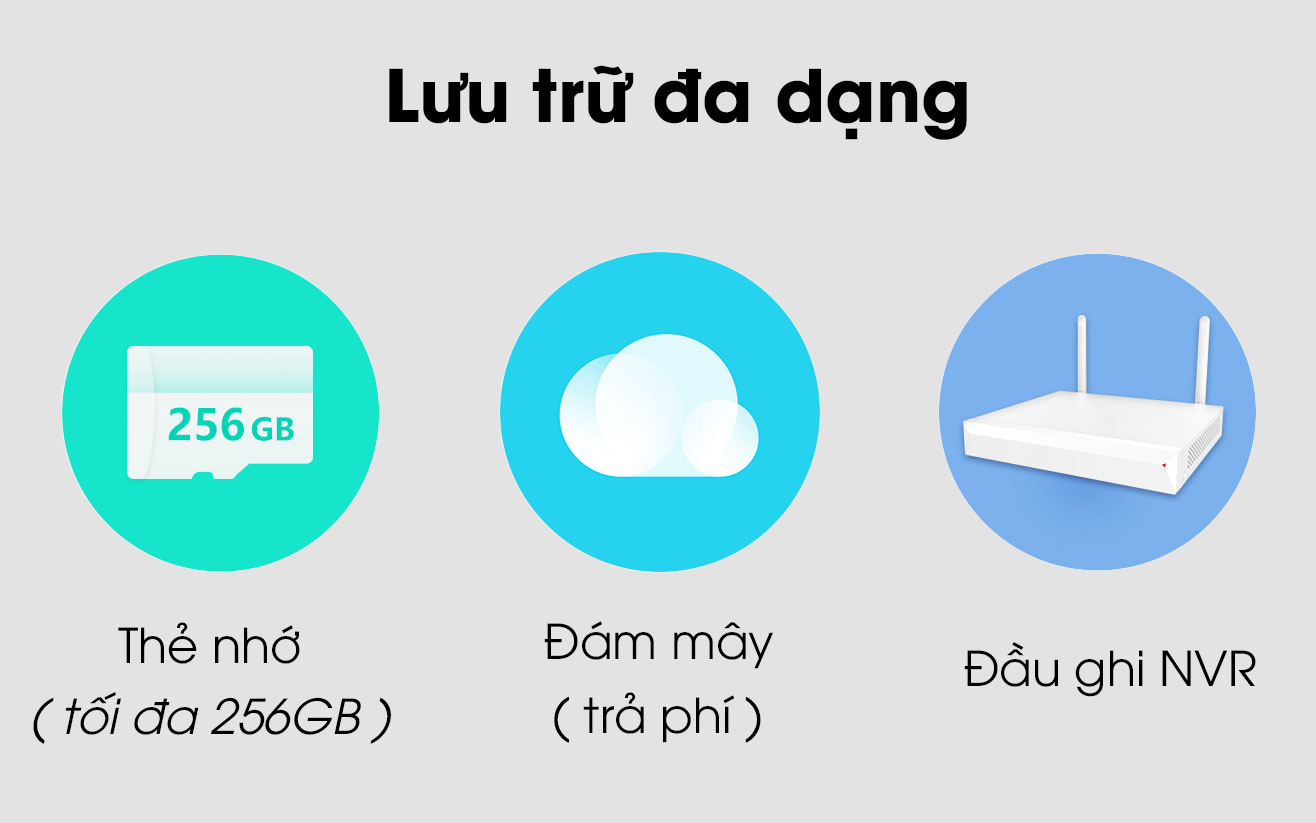 Lưu trữ đa dạng
256 GB
Thẻ nhớ
( tối đa 256GB )
Đám mây
( trả phí )
Đầu ghi NVR